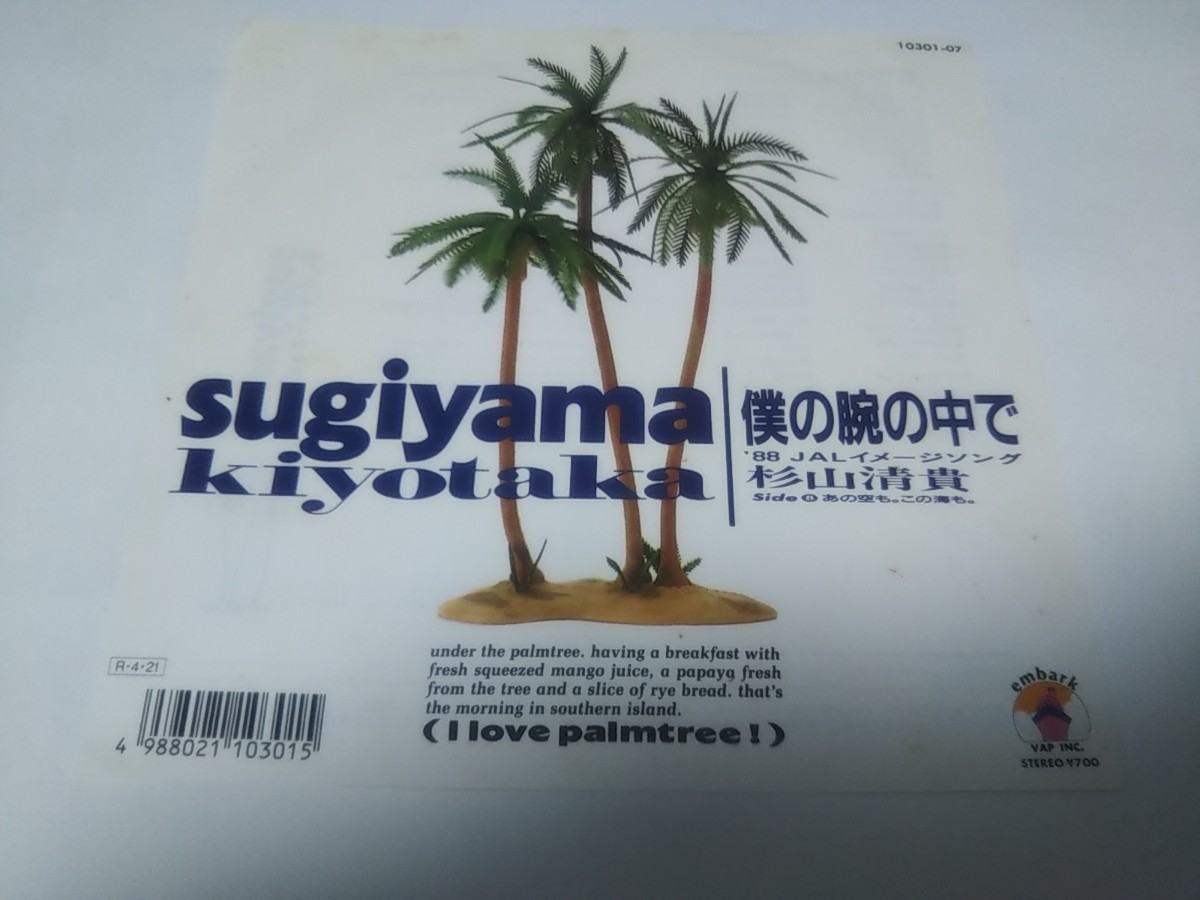 10301-07
sugiyama
kiyotaka
僕の腕の中で
'88 JALイメージソング
杉山清貴
Side B あの空も。この海も。
under the palmtree. having a breakfast with
fresh squeezed mango juice, a papaya fresh
from the tree and a slice of rye bread. that's
the morning in southern island.
(I love palmtree!)
R・4・21
4 988021 103015
embark
VAP INC.
STEREO ¥700